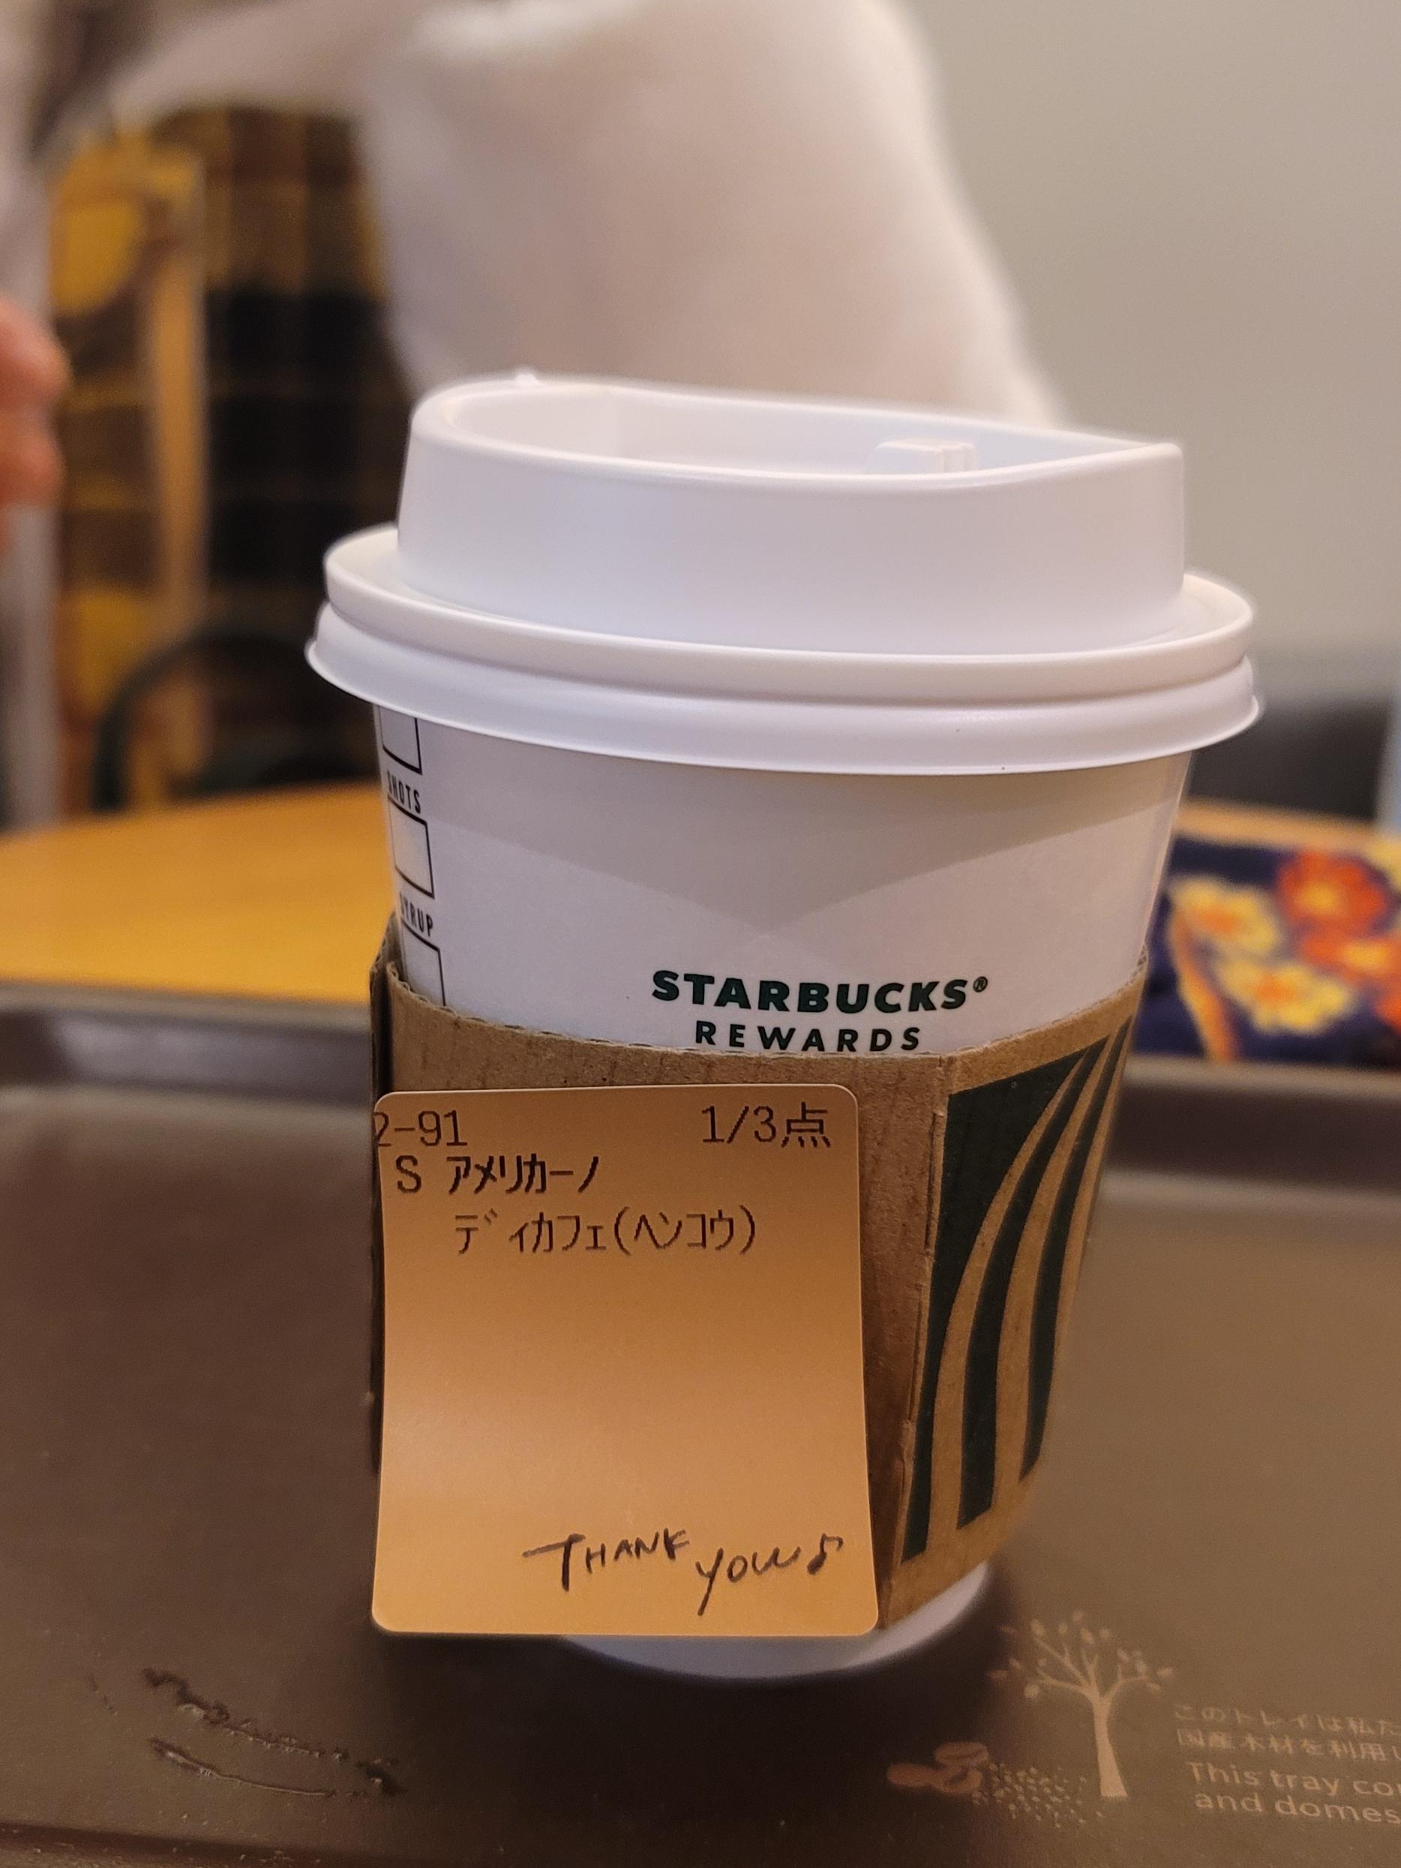 SHOTS
SYRUP
STARBUCKS®
REWARDS
2-91 1/3点
S アメリカーノ
ディカフェ(ヘンコウ)
THANK YOU♪
このトレイは私た
国産木材を利用し
This tray co
and domes